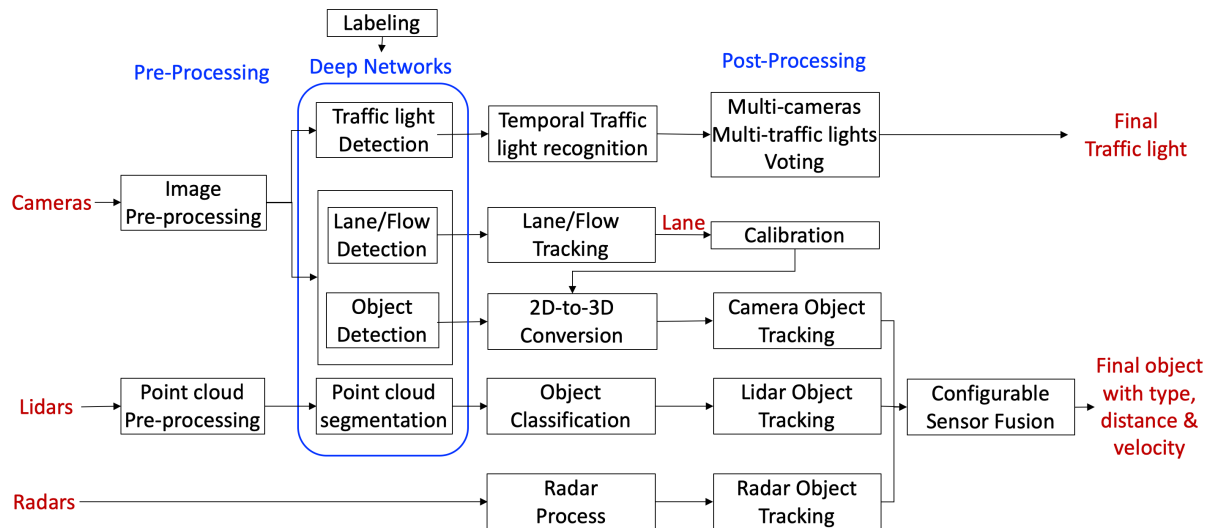 Labeling
Pre-Processing
Deep Networks
Post-Processing
Traffic light
Detection
Temporal Traffic
light recognition
Multi-cameras
Multi-traffic lights
Voting
Final
Traffic light
Cameras
Image
Pre-processing
Lane/Flow
Detection
Lane/Flow
Tracking
Lane
Calibration
Object
Detection
2D-to-3D
Conversion
Camera Object
Tracking
Lidars
Point cloud
Pre-processing
Point cloud
segmentation
Object
Classification
Lidar Object
Tracking
Configurable
Sensor Fusion
Final object
with type,
distance &
velocity
Radars
Radar
Process
Radar Object
Tracking